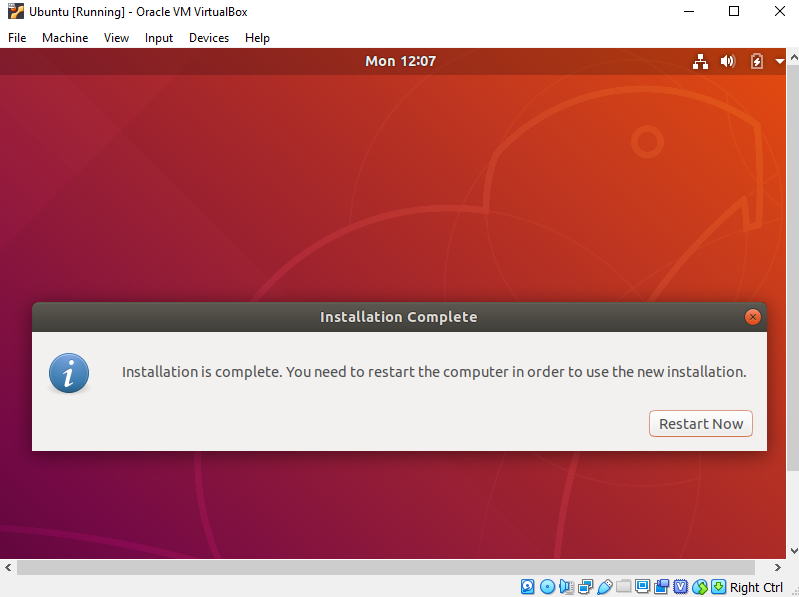 Ubuntu [Running] - Oracle VM VirtualBox
File Machine View Input Devices Help
Mon 12:07
Installation Complete
Installation is complete. You need to restart the computer in order to use the new installation.
Restart Now
Right Ctrl